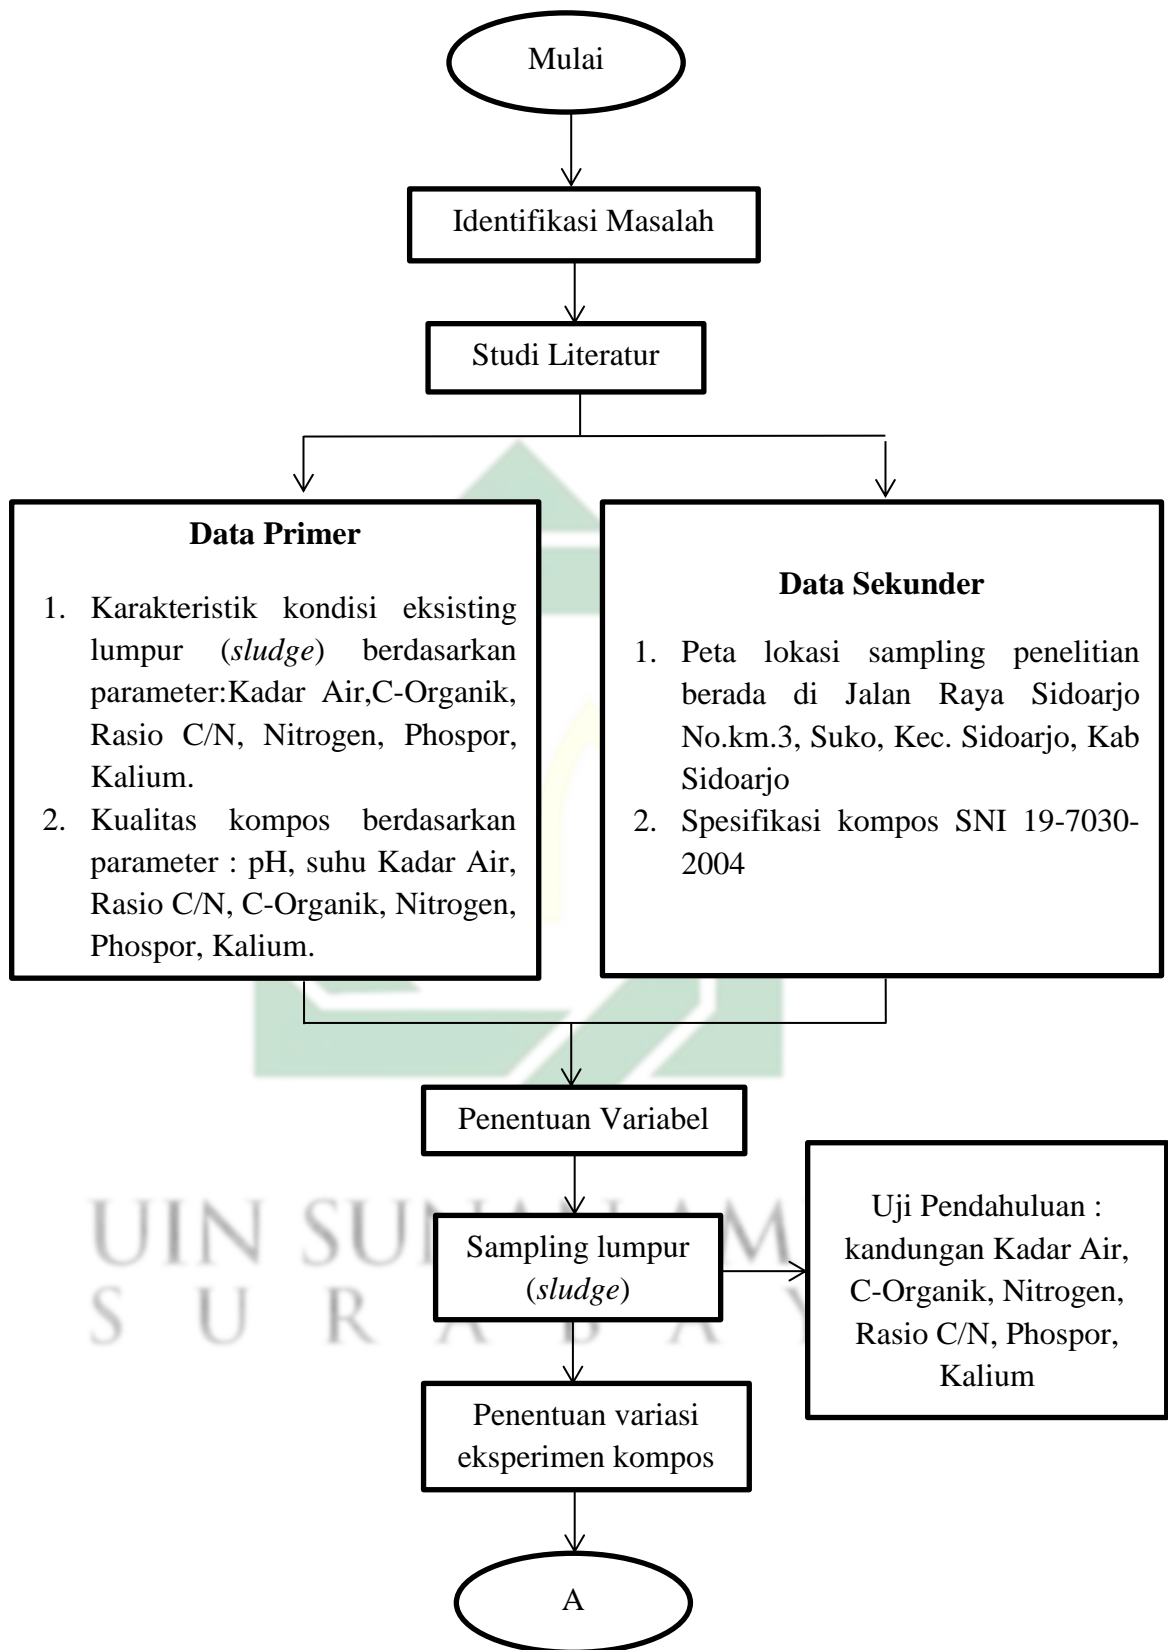 Mulai
Identifikasi Masalah
Studi Literatur
Data Primer
1. Karakteristik kondisi eksisting
lumpur (sludge) berdasarkan
parameter:Kadar Air,C-Organik,
Rasio C/N, Nitrogen, Phospor,
Kalium.
2. Kualitas kompos berdasarkan
parameter : pH, suhu Kadar Air,
Rasio C/N, C-Organik, Nitrogen,
Phospor, Kalium.
Data Sekunder
1. Peta lokasi sampling penelitian
berada di Jalan Raya Sidoarjo
No.km.3, Suko, Kec. Sidoarjo, Kab
Sidoarjo
2. Spesifikasi kompos SNI 19-7030-
2004
Penentuan Variabel
Sampling lumpur
(sludge)
Uji Pendahuluan :
kandungan Kadar Air,
C-Organik, Nitrogen,
Rasio C/N, Phospor,
Kalium
Penentuan variasi
eksperimen kompos
A
UIN SUNAN AM
S U R A B A Y